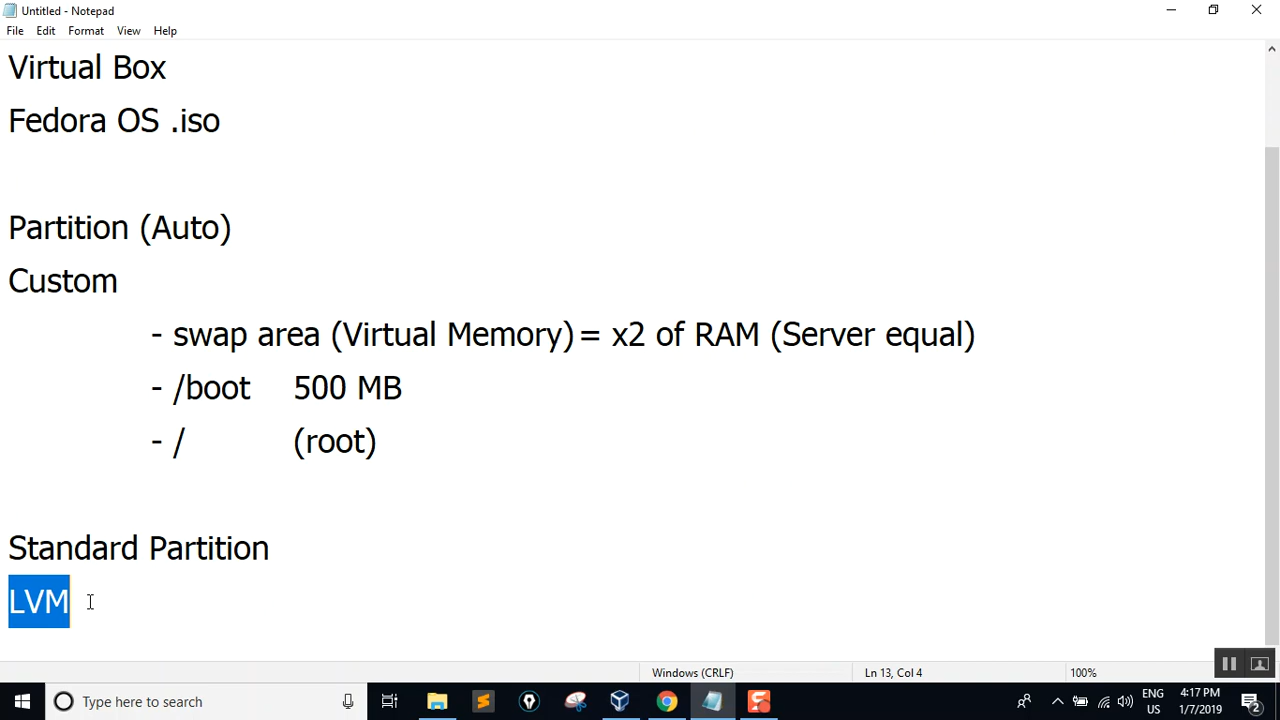 Untitled - Notepad
File Edit Format View Help
Virtual Box
Fedora OS .iso
Partition (Auto)
Custom
- swap area (Virtual Memory) = x2 of RAM (Server equal)
- /boot 500 MB
- / (root)
Standard Partition
LVM
Windows (CRLF) Ln 13, Col 4 100%
Type here to search
ENG
US
4:17 PM
1/7/2019
2